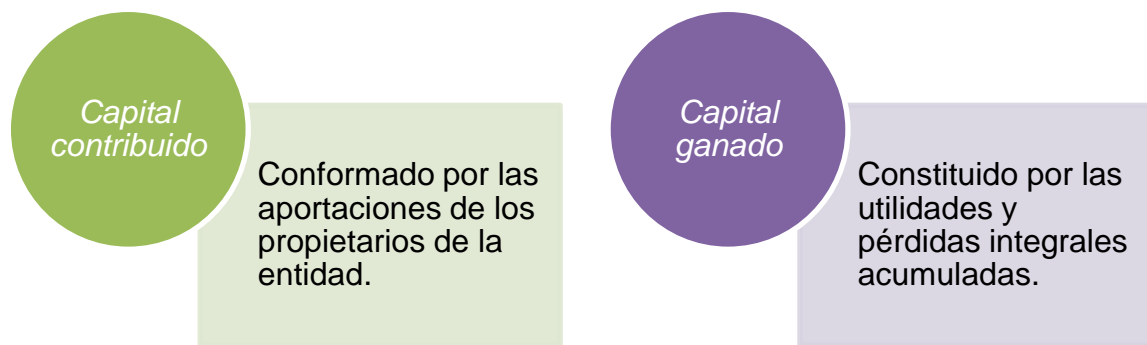 Capital
contribuido
Conformado por las
aportaciones de los
propietarios de la
entidad.
Capital
ganado
Constituido por las
utilidades y
pérdidas integrales
acumuladas.